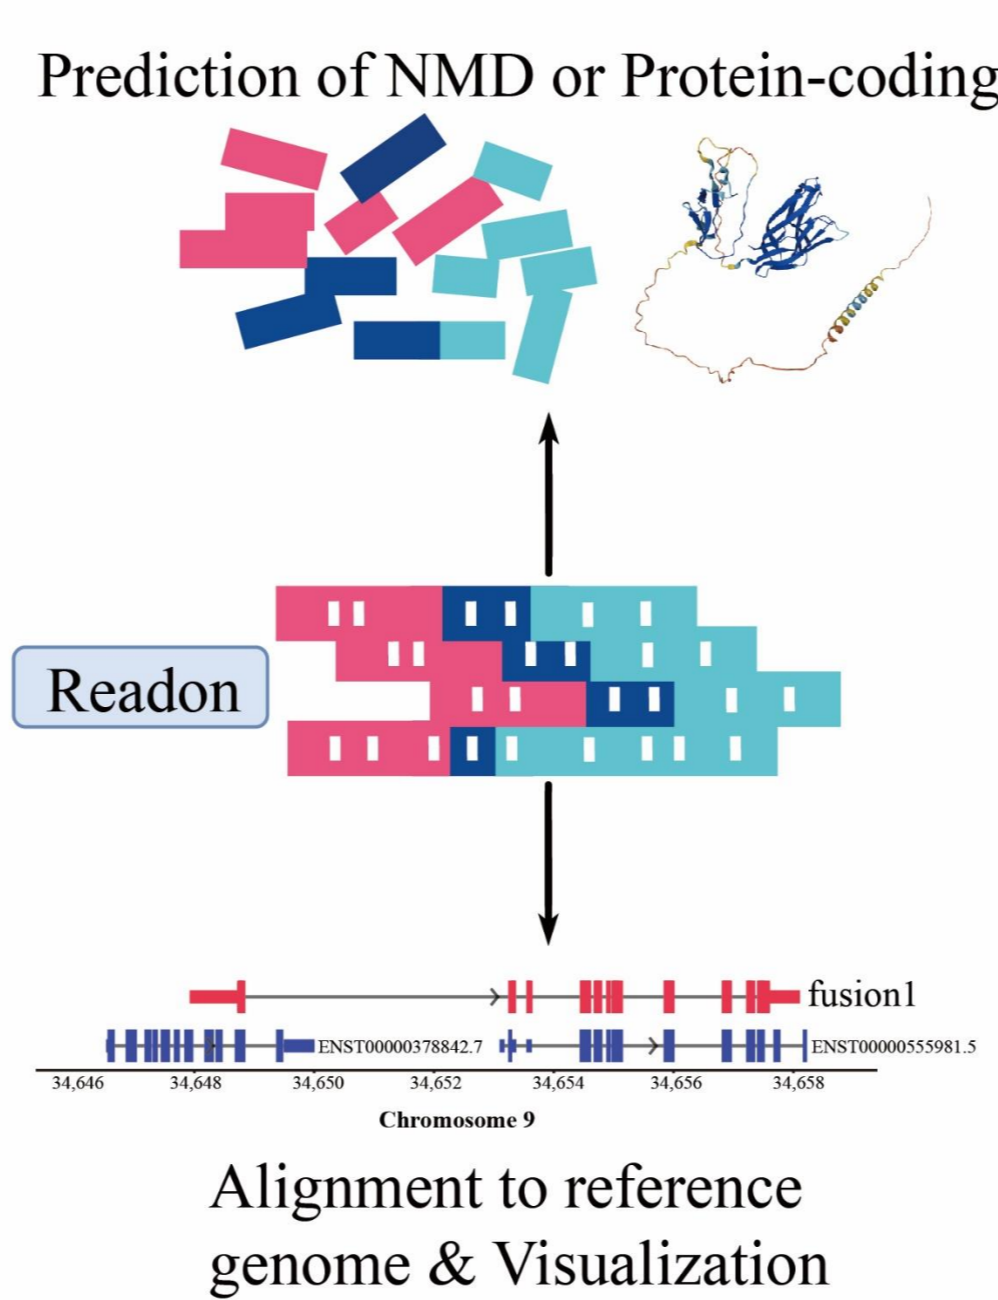 Prediction of NMD or Protein-coding
Readon
fusion1
ENST00000378842.7 ENST00000555981.5
34,646 34,648 34,650 34,652 34,654 34,656 34,658
Chromosome 9
Alignment to reference
genome & Visualization